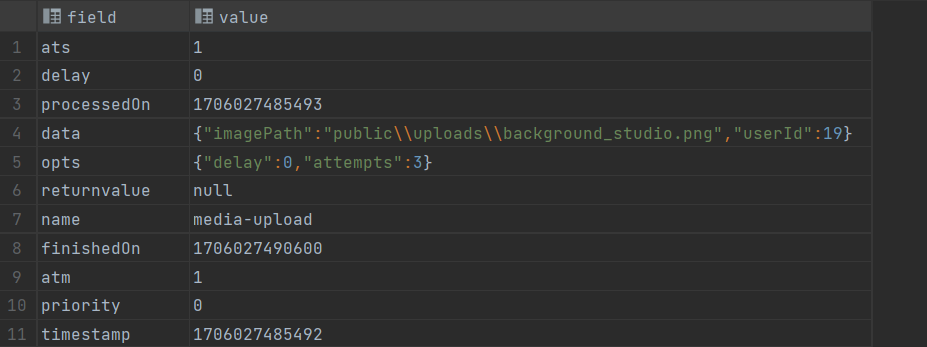 field value
1 ats 1
2 delay 0
3 processedOn 1706027485493
4 data {"imagePath":"public\\uploads\\background_studio.png","userId":19}
5 opts {"delay":0,"attempts":3}
6 returnvalue null
7 name media-upload
8 finishedOn 1706027490600
9 atm 1
10 priority 0
11 timestamp 1706027485492